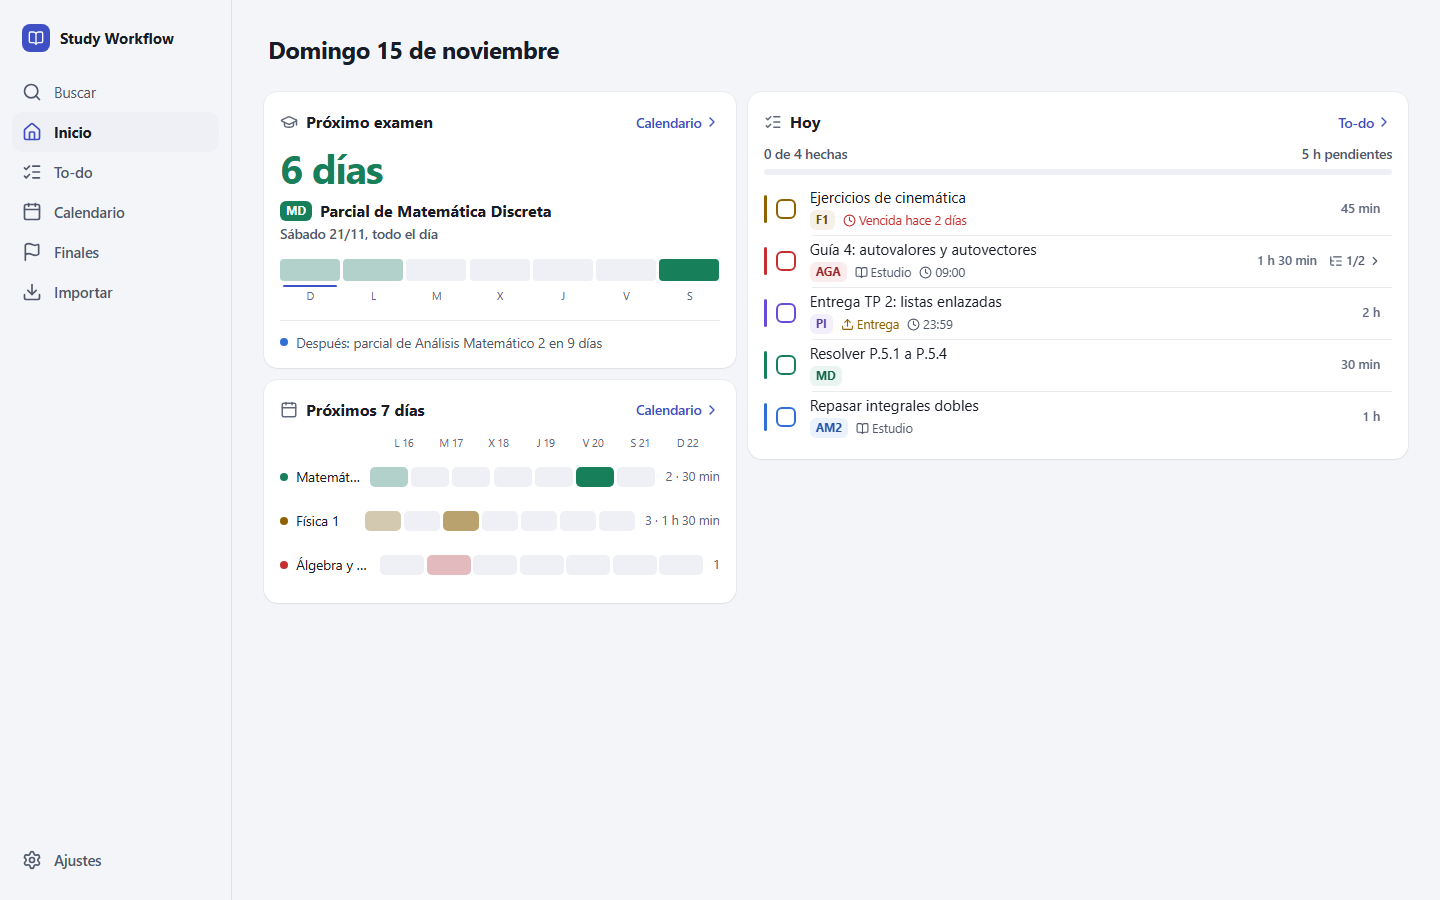 Study Workflow
Buscar
Inicio
To-do
Calendario
Finales
Importar
Ajustes
Domingo 15 de noviembre
Próximo examen
Calendario
6 días
MD Parcial de Matemática Discreta
Sábado 21/11, todo el día
D L M X J V S
Después: parcial de Análisis Matemático 2 en 9 días
Próximos 7 días
Calendario
L 16 M 17 X 18 J 19 V 20 S 21 D 22
Matemát... 2 · 30 min
Física 1 3 · 1 h 30 min
Álgebra y ... 1
Hoy
To-do
0 de 4 hechas 5 h pendientes
Ejercicios de cinemática 45 min
F1 Vencida hace 2 días
Guía 4: autovalores y autovectores 1 h 30 min 1/2
AGA Estudio 09:00
Entrega TP 2: listas enlazadas 2 h
PI Entrega 23:59
Resolver P.5.1 a P.5.4 30 min
MD
Repasar integrales dobles 1 h
AM2 Estudio